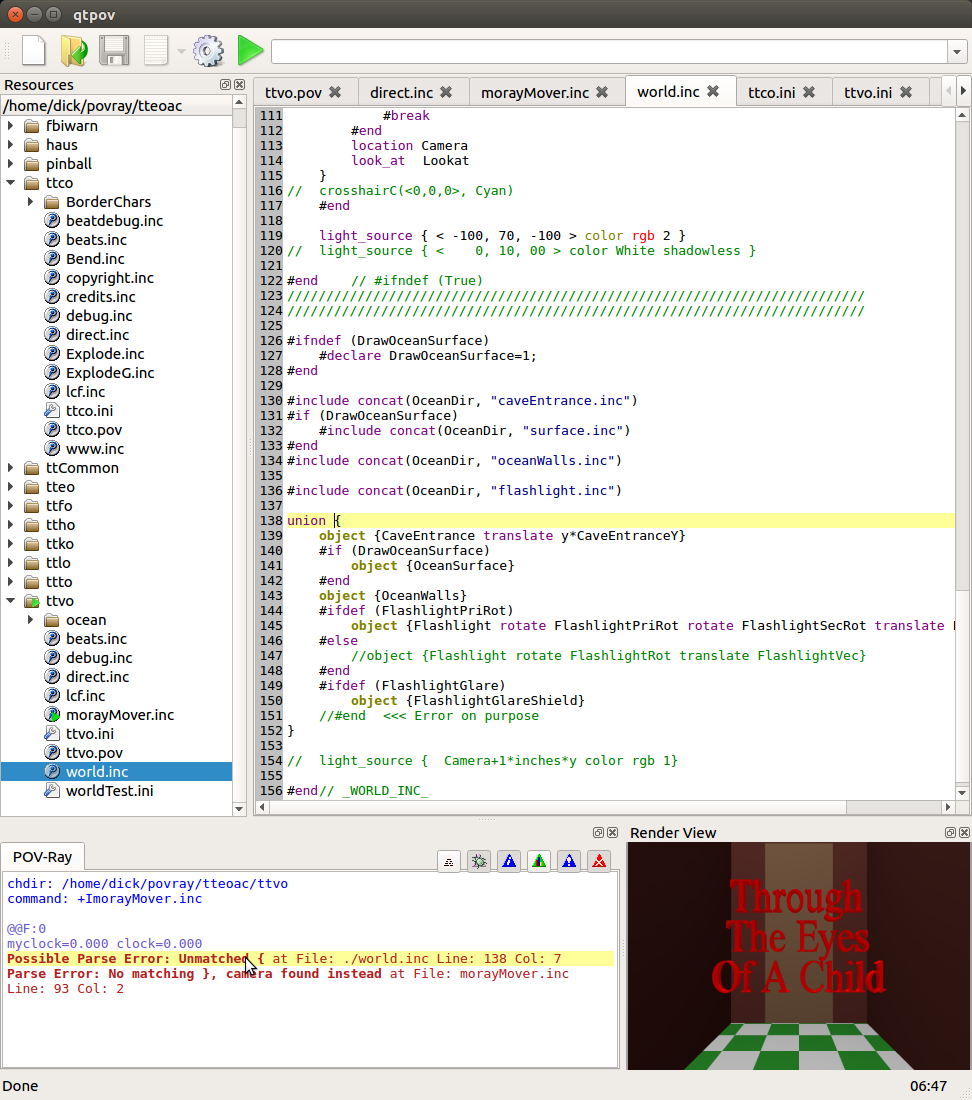 qtpov
Resources
/home/dick/povray/tteoac
fbiwarn
haus
pinball
ttco
BorderChars
beatdebug.inc
beats.inc
Bend.inc
copyright.inc
credits.inc
debug.inc
direct.inc
Explode.inc
ExplodeG.inc
lcf.inc
ttco.ini
ttco.pov
www.inc
ttCommon
tteo
ttfo
ttho
ttko
ttlo
ttto
ttvo
ocean
beats.inc
debug.inc
direct.inc
lcf.inc
morayMover.inc
ttvo.ini
ttvo.pov
world.inc
worldTest.ini
ttvo.pov direct.inc morayMover.inc world.inc ttco.ini ttvo.ini
111 #break
112 #end
113 location Camera
114 look_at  Lookat
115 }
116 //  crosshairC(<0,0,0>, Cyan)
117 #end
118
119 light_source { < -100, 70, -100 > color rgb 2 }
120 //  light_source { <    0, 10, 00 > color White shadowless }
121
122 #end    // #ifndef (True)
123 //////////////////////////////////////////////////////////////////////////
124 //////////////////////////////////////////////////////////////////////////
125
126 #ifndef (DrawOceanSurface)
127 #declare DrawOceanSurface=1;
128 #end
129
130 #include concat(OceanDir, "caveEntrance.inc")
131 #if (DrawOceanSurface)
132 #include concat(OceanDir, "surface.inc")
133 #end
134 #include concat(OceanDir, "oceanWalls.inc")
135
136 #include concat(OceanDir, "flashlight.inc")
137
138 union {
139 object {CaveEntrance translate y*CaveEntranceY}
140 #if (DrawOceanSurface)
141 object {OceanSurface}
142 #end
143 object {OceanWalls}
144 #ifdef (FlashlightPriRot)
145 object {Flashlight rotate FlashlightPriRot rotate FlashlightSecRot translate
146 #else
147 //object {Flashlight rotate FlashlightRot translate FlashlightVec}
148 #end
149 #ifdef (FlashlightGlare)
150 object {FlashlightGlareShield}
151 //#end  <<< Error on purpose
152 }
153
154 //  light_source {  Camera+1*inches*y color rgb 1}
155
156 #end// _WORLD_INC_
POV-Ray
chdir: /home/dick/povray/tteoac/ttvo
command: +ImorayMover.inc
@@F:0
myclock=0.000 clock=0.000
Possible Parse Error: Unmatched { at File: ./world.inc Line: 138 Col: 7
Parse Error: No matching }, camera found instead at File: morayMover.inc
Line: 93 Col: 2
Render View
Through
The Eyes
Of A Child
Done
06:47